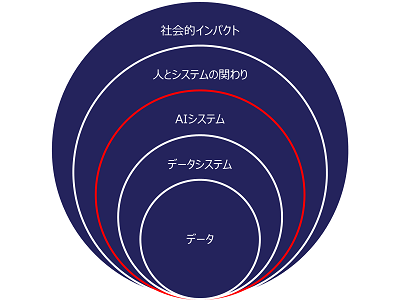 社会的インパクト
人とシステムの関わり
AIシステム
データシステム
データ